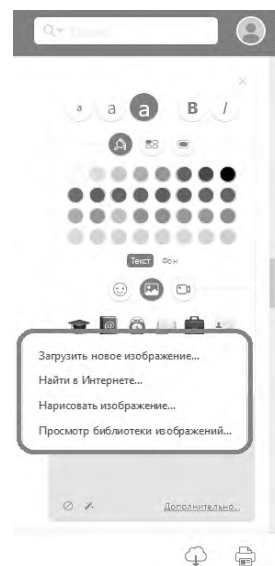 a a a B I
Текст Фон
Загрузить новое изображение...
Найти в Интернете...
Нарисовать изображение...
Просмотр библиотеки изображений...
Дополнительно...